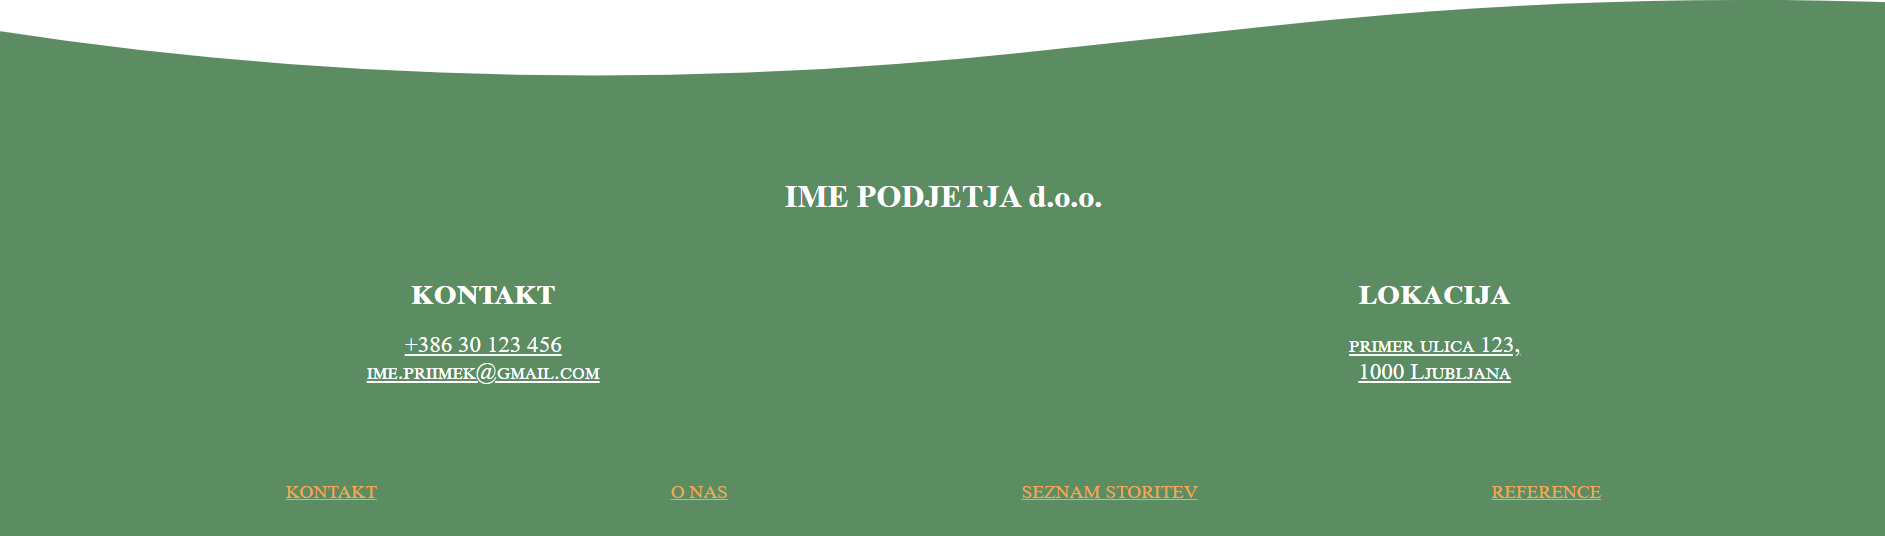 IME PODJETJA d.o.o.
KONTAKT
+386 30 123 456
IME.PRIIMEK@GMAIL.COM
LOKACIJA
PRIMER ULICA 123,
1000 LJUBLJANA
KONTAKT
O NAS
SEZNAM STORITEV
REFERENCE